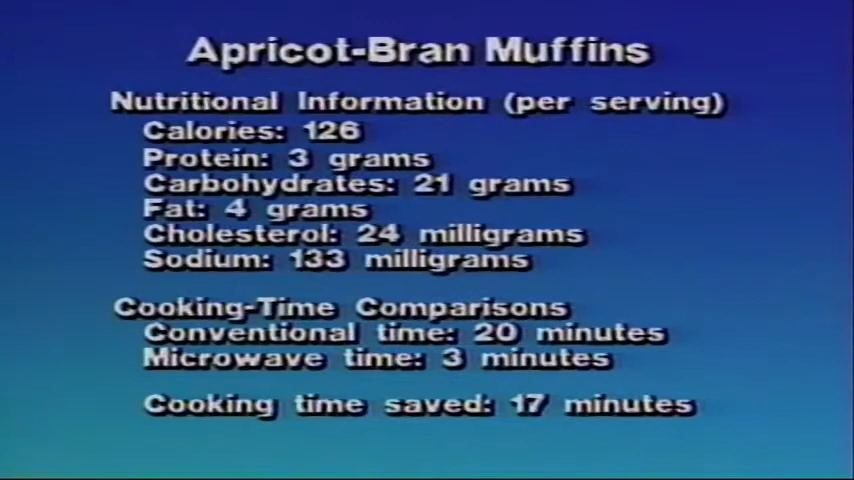 Apricot-Bran Muffins
Nutritional Information (per serving)
Calories: 126
Protein: 3 grams
Carbohydrates: 21 grams
Fat: 4 grams
Cholesterol: 24 milligrams
Sodium: 133 milligrams
Cooking-Time Comparisons
Conventional time: 20 minutes
Microwave time: 3 minutes
Cooking time saved: 17 minutes